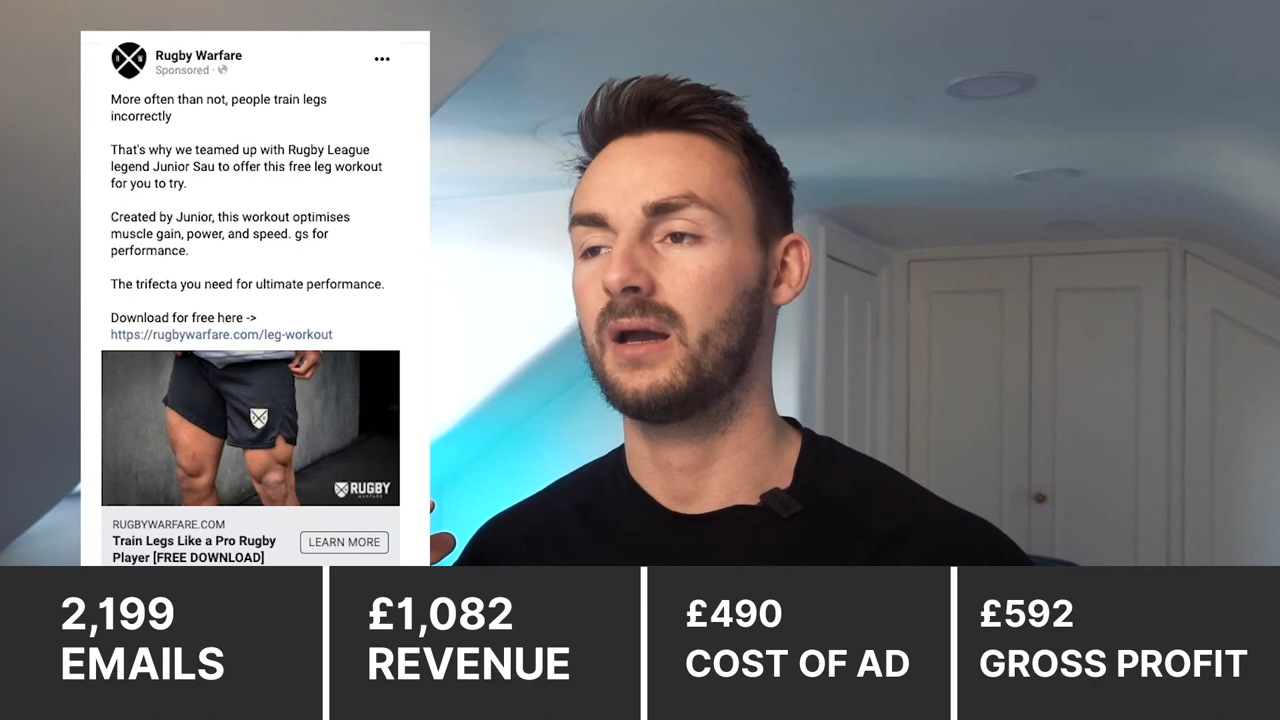 Rugby Warfare
Sponsored ·
More often than not, people train legs
incorrectly
That's why we teamed up with Rugby League
legend Junior Sau to offer this free leg workout
for you to try.
Created by Junior, this workout optimises
muscle gain, power, and speed. gs for
performance.
The trifecta you need for ultimate performance.
Download for free here ->
https://rugbywarfare.com/leg-workout
RUGBY
WARFARE
RUGBYWARFARE.COM
Train Legs Like a Pro Rugby
Player [FREE DOWNLOAD]
LEARN MORE
2,199
EMAILS
£1,082
REVENUE
£490
COST OF AD
£592
GROSS PROFIT